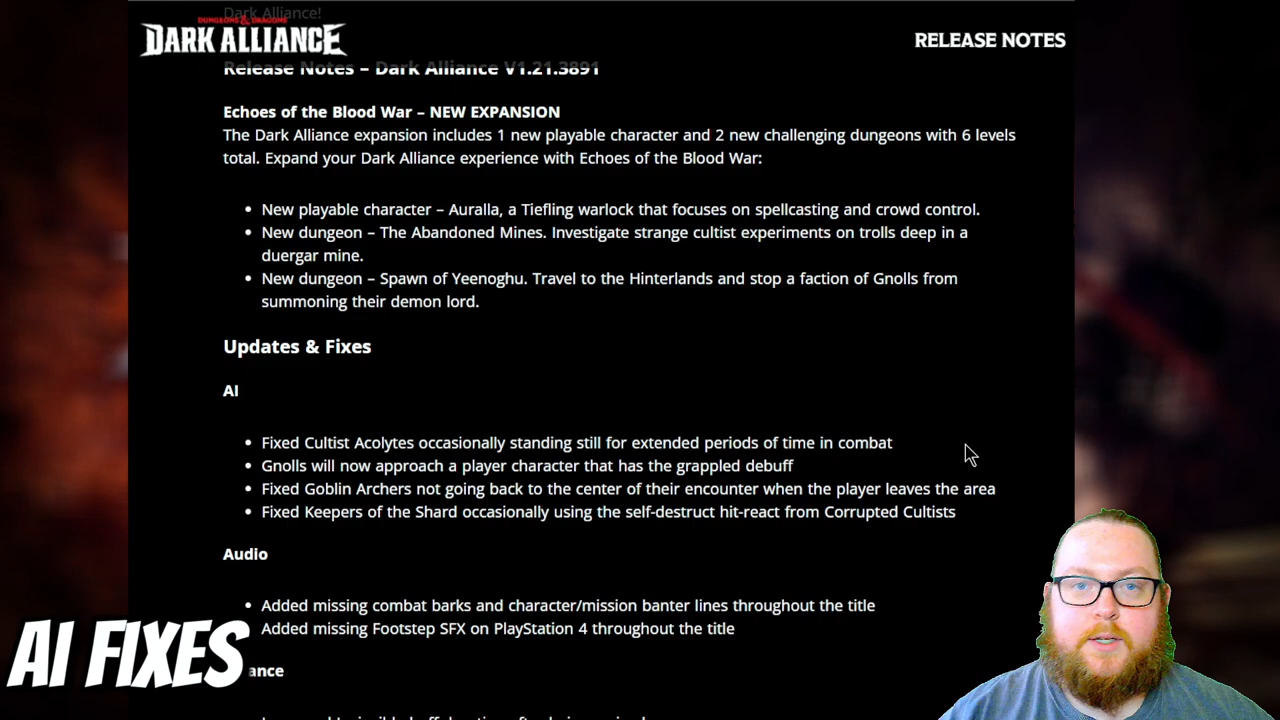 Dark Alliance!
DUNGEONS & DRAGONS
DARK ALLIANCE
RELEASE NOTES
Release Notes – Dark Alliance V1.21.3891
Echoes of the Blood War – NEW EXPANSION
The Dark Alliance expansion includes 1 new playable character and 2 new challenging dungeons with 6 levels
total. Expand your Dark Alliance experience with Echoes of the Blood War:
• New playable character – Auralla, a Tiefling warlock that focuses on spellcasting and crowd control.
• New dungeon – The Abandoned Mines. Investigate strange cultist experiments on trolls deep in a
duergar mine.
• New dungeon – Spawn of Yeenoghu. Travel to the Hinterlands and stop a faction of Gnolls from
summoning their demon lord.
Updates & Fixes
AI
• Fixed Cultist Acolytes occasionally standing still for extended periods of time in combat
• Gnolls will now approach a player character that has the grappled debuff
• Fixed Goblin Archers not going back to the center of their encounter when the player leaves the area
• Fixed Keepers of the Shard occasionally using the self-destruct hit-react from Corrupted Cultists
Audio
• Added missing combat barks and character/mission banter lines throughout the title
Added missing Footstep SFX on PlayStation 4 throughout the title
AI FIXES
ance